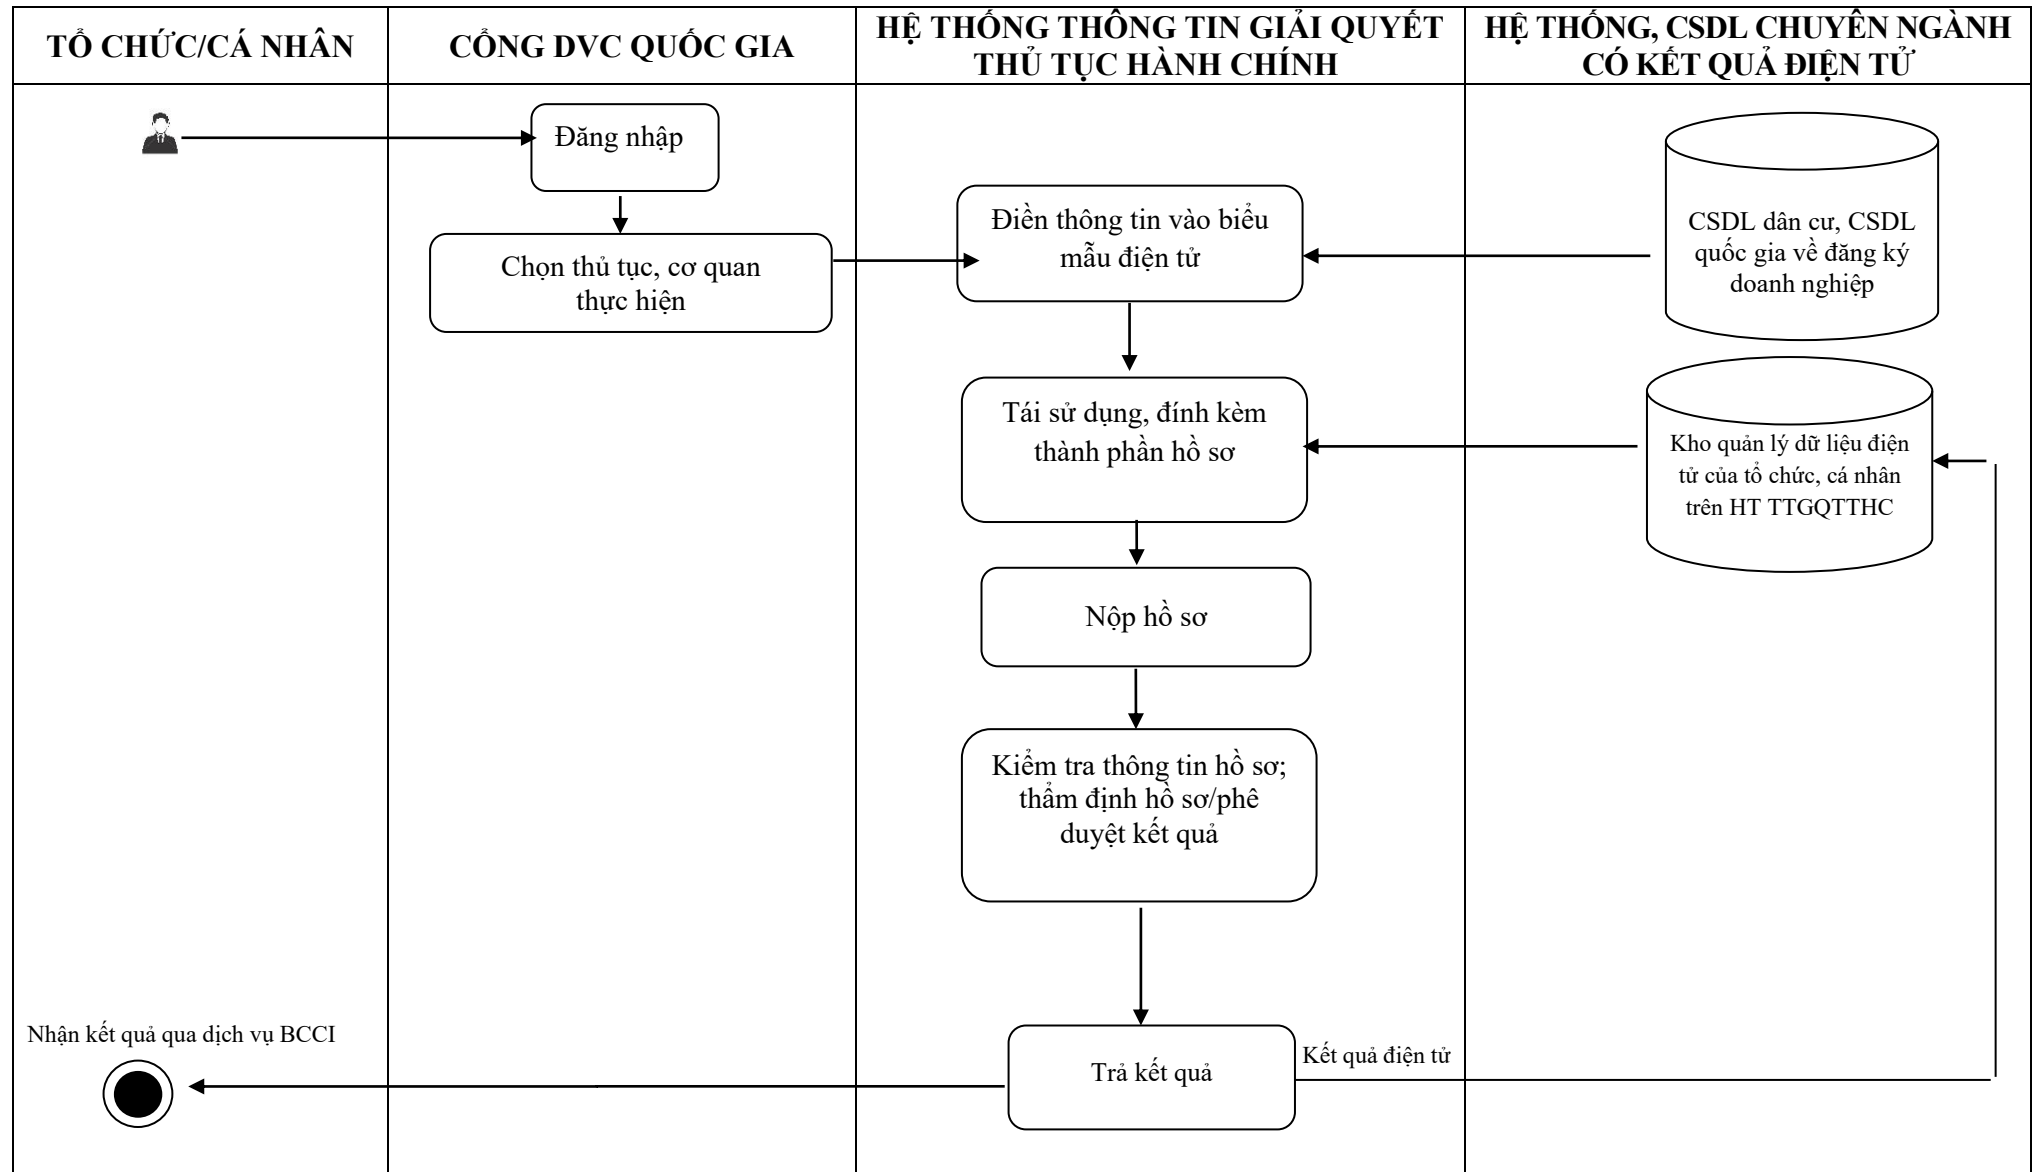 TỔ CHỨC/CÁ NHÂN
CỔNG DVC QUỐC GIA
HỆ THỐNG THÔNG TIN GIẢI QUYẾT
THỦ TỤC HÀNH CHÍNH
HỆ THỐNG, CSDL CHUYÊN NGÀNH
CÓ KẾT QUẢ ĐIỆN TỬ
Đăng nhập
Chọn thủ tục, cơ quan
thực hiện
Điền thông tin vào biểu
mẫu điện tử
CSDL dân cư, CSDL
quốc gia về đăng ký
doanh nghiệp
Tái sử dụng, đính kèm
thành phần hồ sơ
Kho quản lý dữ liệu điện
tử của tổ chức, cá nhân
trên HT TTGQTTHC
Nộp hồ sơ
Kiểm tra thông tin hồ sơ;
thẩm định hồ sơ/phê
duyệt kết quả
Nhận kết quả qua dịch vụ BCCI
Trả kết quả
Kết quả điện tử